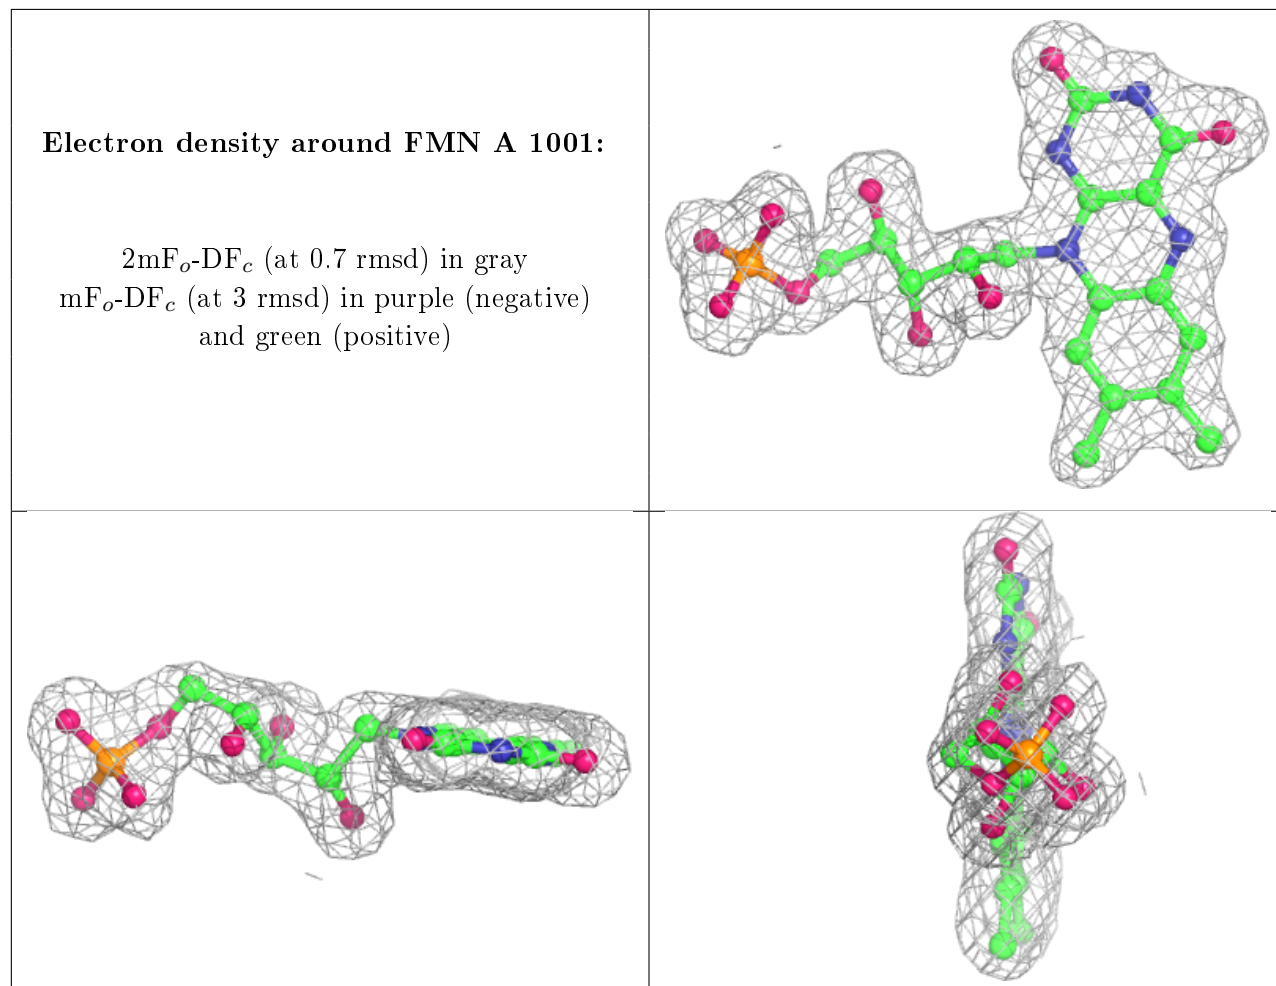 Electron density around FMN A 1001:
2mFo-DFc (at 0.7 rmsd) in gray
mFo-DFc (at 3 rmsd) in purple (negative)
and green (positive)